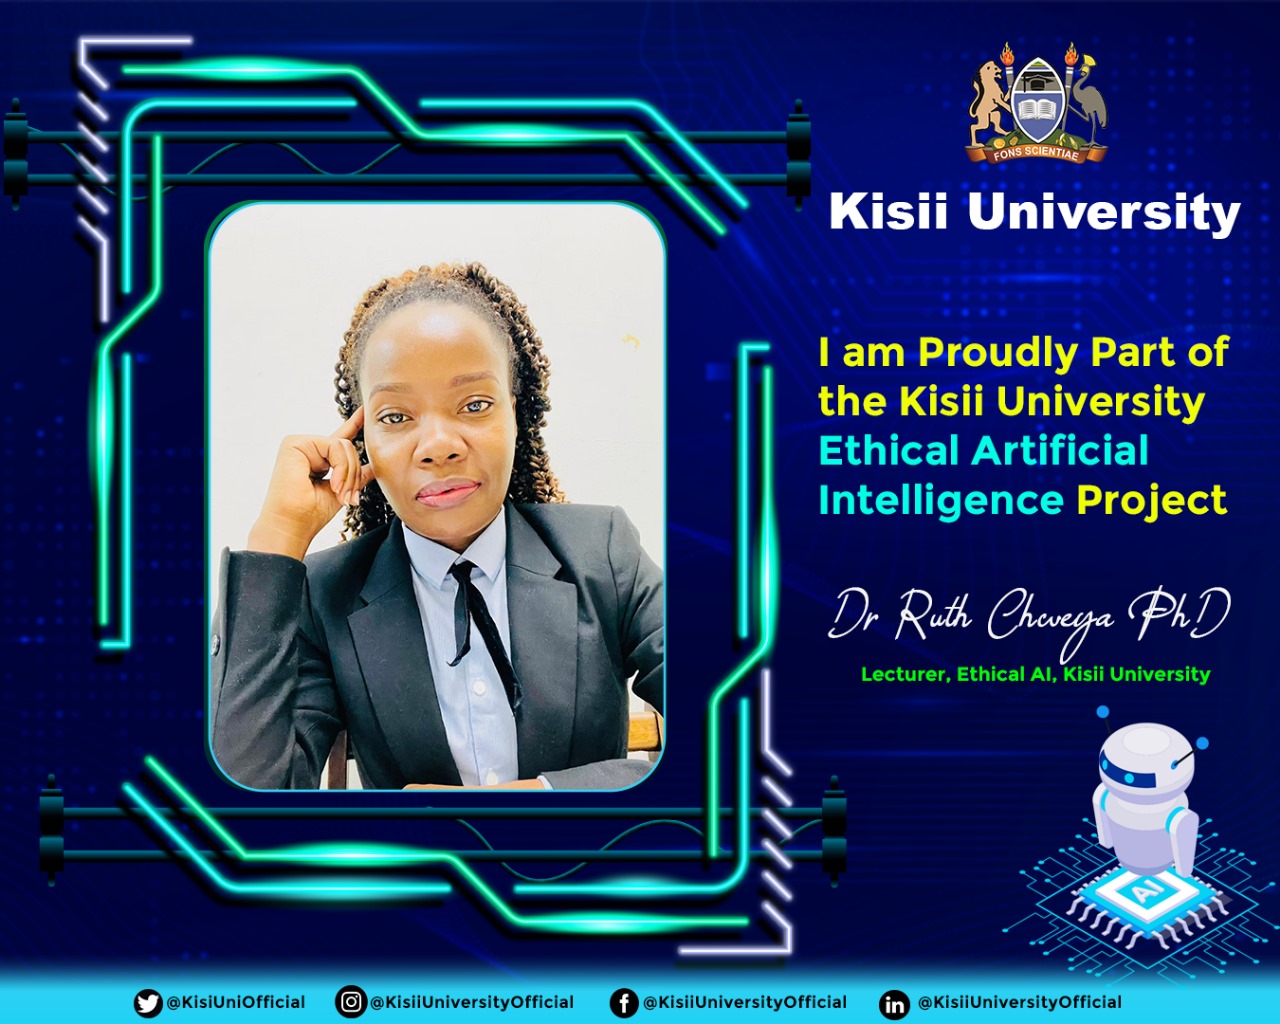 FONS SCIENTIAE
Kisii University
I am Proudly Part of
the Kisii University
Ethical Artificial
Intelligence Project
Dr Ruth Chweya PhD
Lecturer, Ethical AI, Kisii University
AI
@KisiUniOfficial @KisiiUniversityOfficial @KisiiUniversityOfficial @KisiiUniversityOfficial